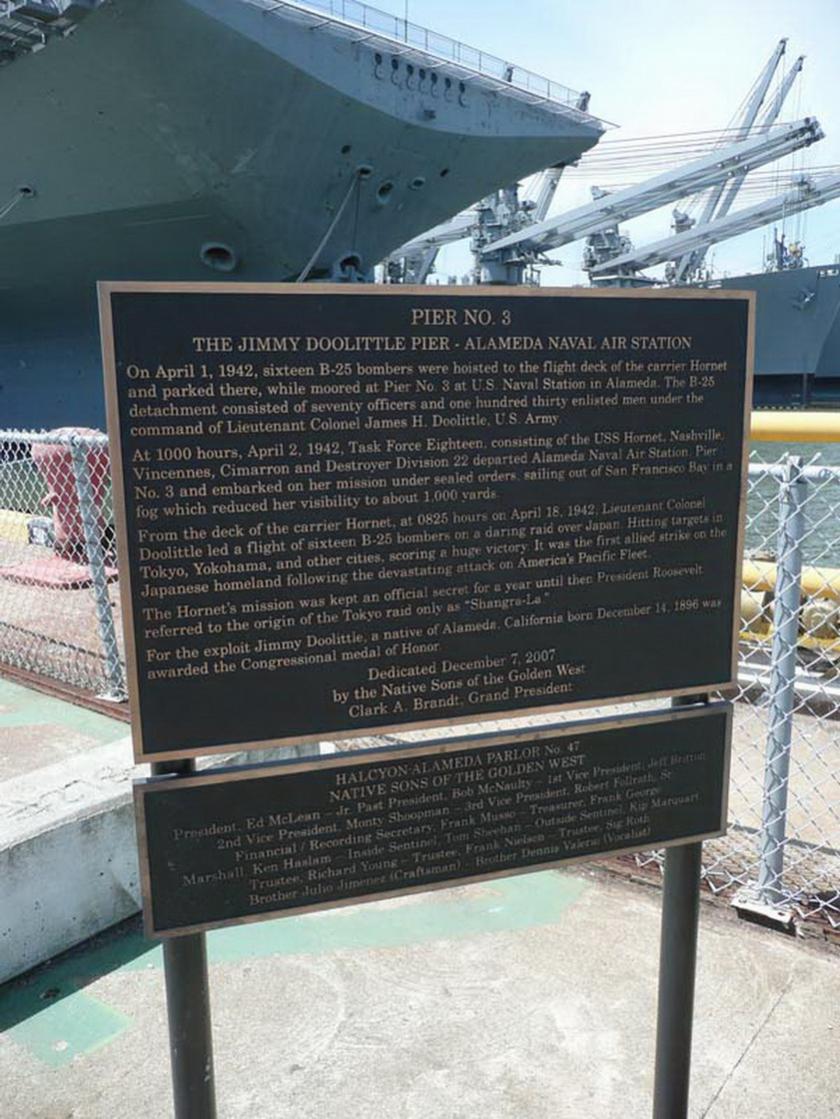 PIER NO. 3
THE JIMMY DOOLITTLE PIER - ALAMEDA NAVAL AIR STATION
On April 1, 1942, sixteen B-25 bombers were hoisted to the flight deck of the carrier Hornet
and parked there, while moored at Pier No. 3 at U.S. Naval Station in Alameda. The B-25
detachment consisted of seventy officers and one hundred thirty enlisted men under the
command of Lieutenant Colonel James H. Doolittle, U.S. Army.
At 1000 hours, April 2, 1942, Task Force Eighteen, consisting of the USS Hornet, Nashville,
Vincennes, Cimarron and Destroyer Division 22 departed Alameda Naval Air Station, Pier
No. 3 and embarked on her mission under sealed orders, sailing out of San Francisco Bay in a
fog which reduced her visibility to about 1,000 yards.
From the deck of the carrier Hornet, at 0825 hours on April 18, 1942, Lieutenant Colonel
Doolittle led a flight of sixteen B-25 bombers on a daring raid over Japan. Hitting targets in
Tokyo, Yokohama, and other cities, scoring a huge victory. It was the first allied strike on the
Japanese homeland following the devastating attack on America's Pacific Fleet.
The Hornet's mission was kept an official secret for a year until then President Roosevelt
referred to the origin of the Tokyo raid only as "Shangra-La."
For the exploit Jimmy Doolittle, a native of Alameda, California born December 14, 1896 was
awarded the Congressional medal of Honor.
Dedicated December 7, 2007
by the Native Sons of the Golden West
Clark A. Brandt, Grand President
HALCYON-ALAMEDA PARLOR No. 47
NATIVE SONS OF THE GOLDEN WEST
President, Ed McLean – Jr. Past President, Bob McNaulty – 1st Vice President, Jeff Britton
2nd Vice President, Monty Shoopman – 3rd Vice President, Robert Follrath, Sr.
Financial / Recording Secretary, Frank Musso – Treasurer, Frank George
Marshall, Ken Haslam – Inside Sentinel, Tom Sheehan – Outside Sentinel, Kip Marquart
Trustee, Richard Young – Trustee, Frank Nielsen – Trustee, Sig Roth
Brother Julio Jimenez (Craftsman) – Brother Dennis Valerio (Vocalist)